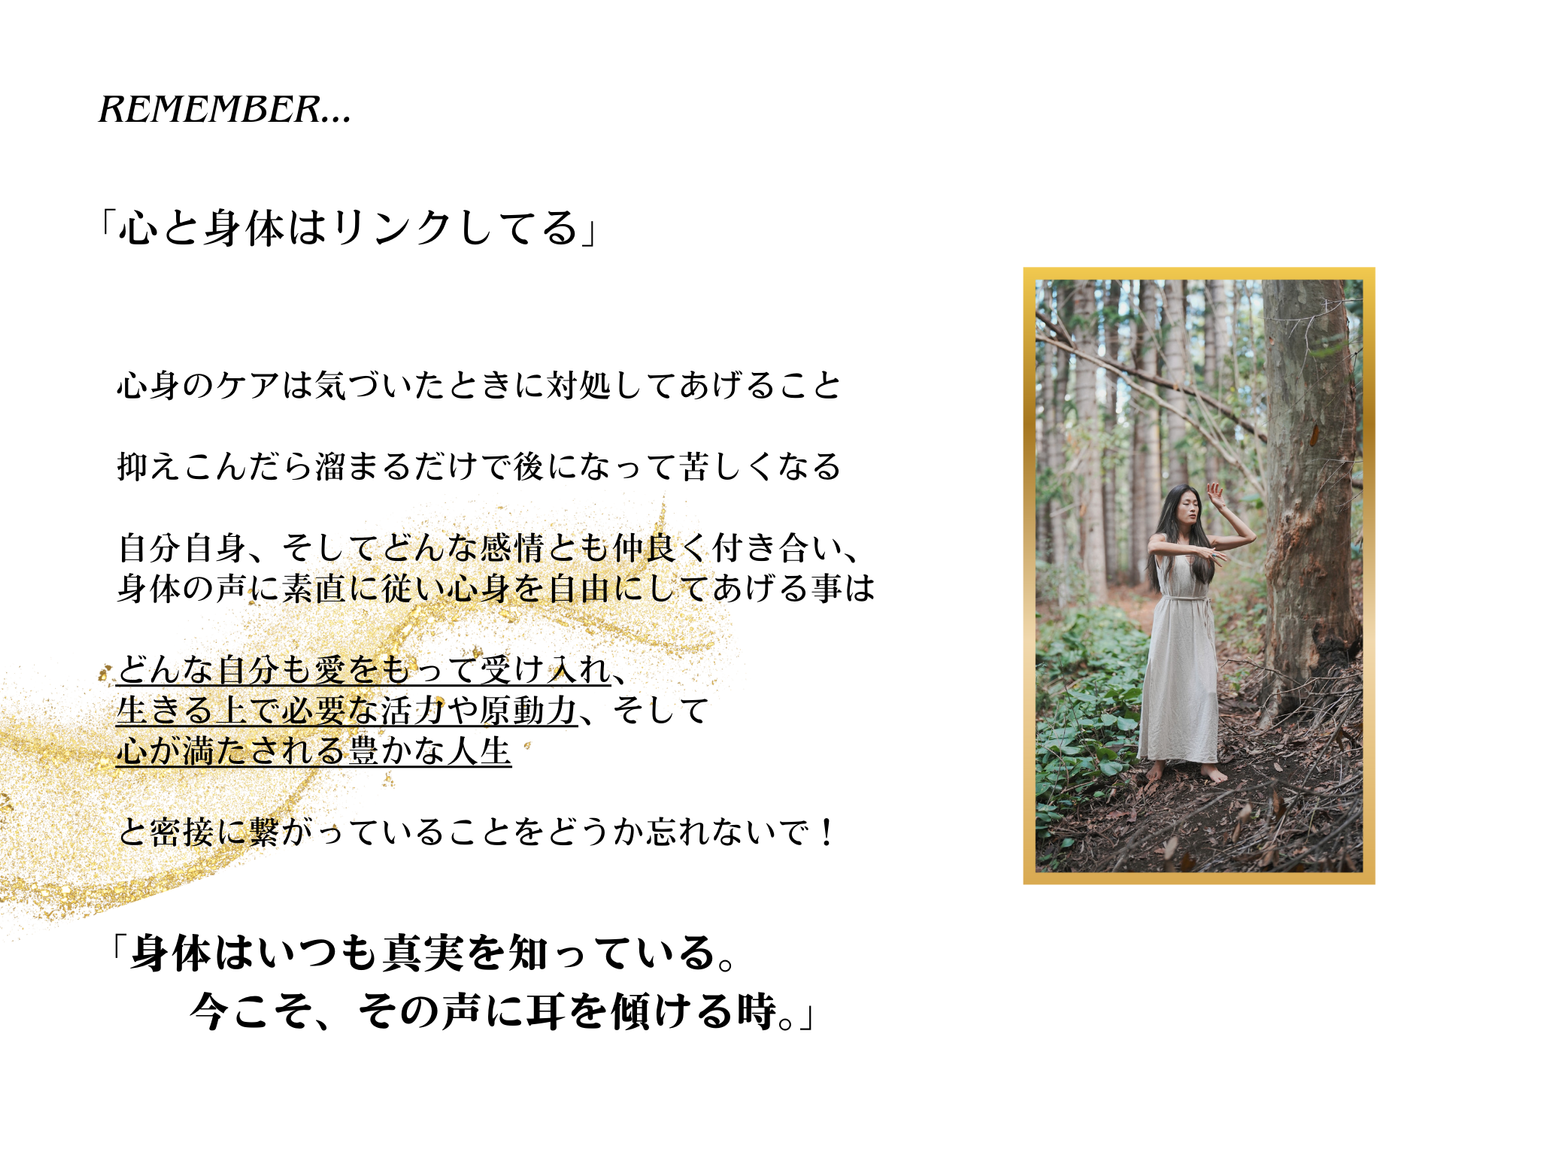 REMEMBER...
「心と身体はリンクしてる」
心身のケアは気づいたときに対処してあげること
抑えこんだら溜まるだけで後になって苦しくなる
自分自身、そしてどんな感情とも仲良く付き合い、
身体の声に素直に従い心身を自由にしてあげる事は
どんな自分も愛をもって受け入れ、
生きる上で必要な活力や原動力、そして
心が満たされる豊かな人生
と密接に繋がっていることをどうか忘れないで！
「身体はいつも真実を知っている。
今こそ、その声に耳を傾ける時。」